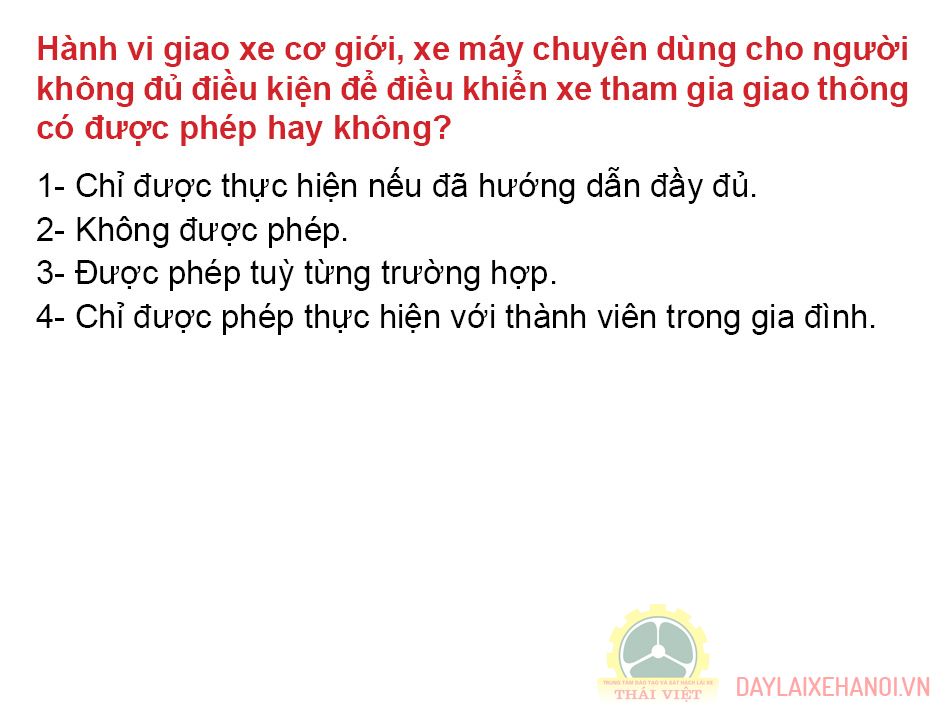 Hành vi giao xe cơ giới, xe máy chuyên dùng cho người
không đủ điều kiện để điều khiển xe tham gia giao thông
có được phép hay không?
1- Chỉ được thực hiện nếu đã hướng dẫn đầy đủ.
2- Không được phép.
3- Được phép tuỳ từng trường hợp.
4- Chỉ được phép thực hiện với thành viên trong gia đình.
TRUNG TÂM ĐÀO TẠO VÀ SÁT HẠCH LÁI XE
THÁI VIỆT
DAYLAIXEHANOI.VN